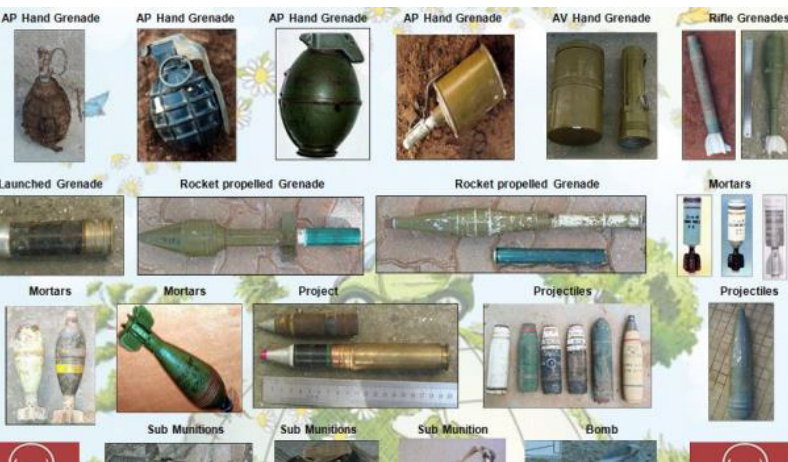 AP Hand Grenade AP Hand Grenade AP Hand Grenade AP Hand Grenade AV Hand Grenade Rifle Grenades
Launched Grenade Rocket propelled Grenade Rocket propelled Grenade Mortars
Mortars Mortars Project Projectiles Projectiles
Sub Munitions Sub Munitions Sub Munition Bomb